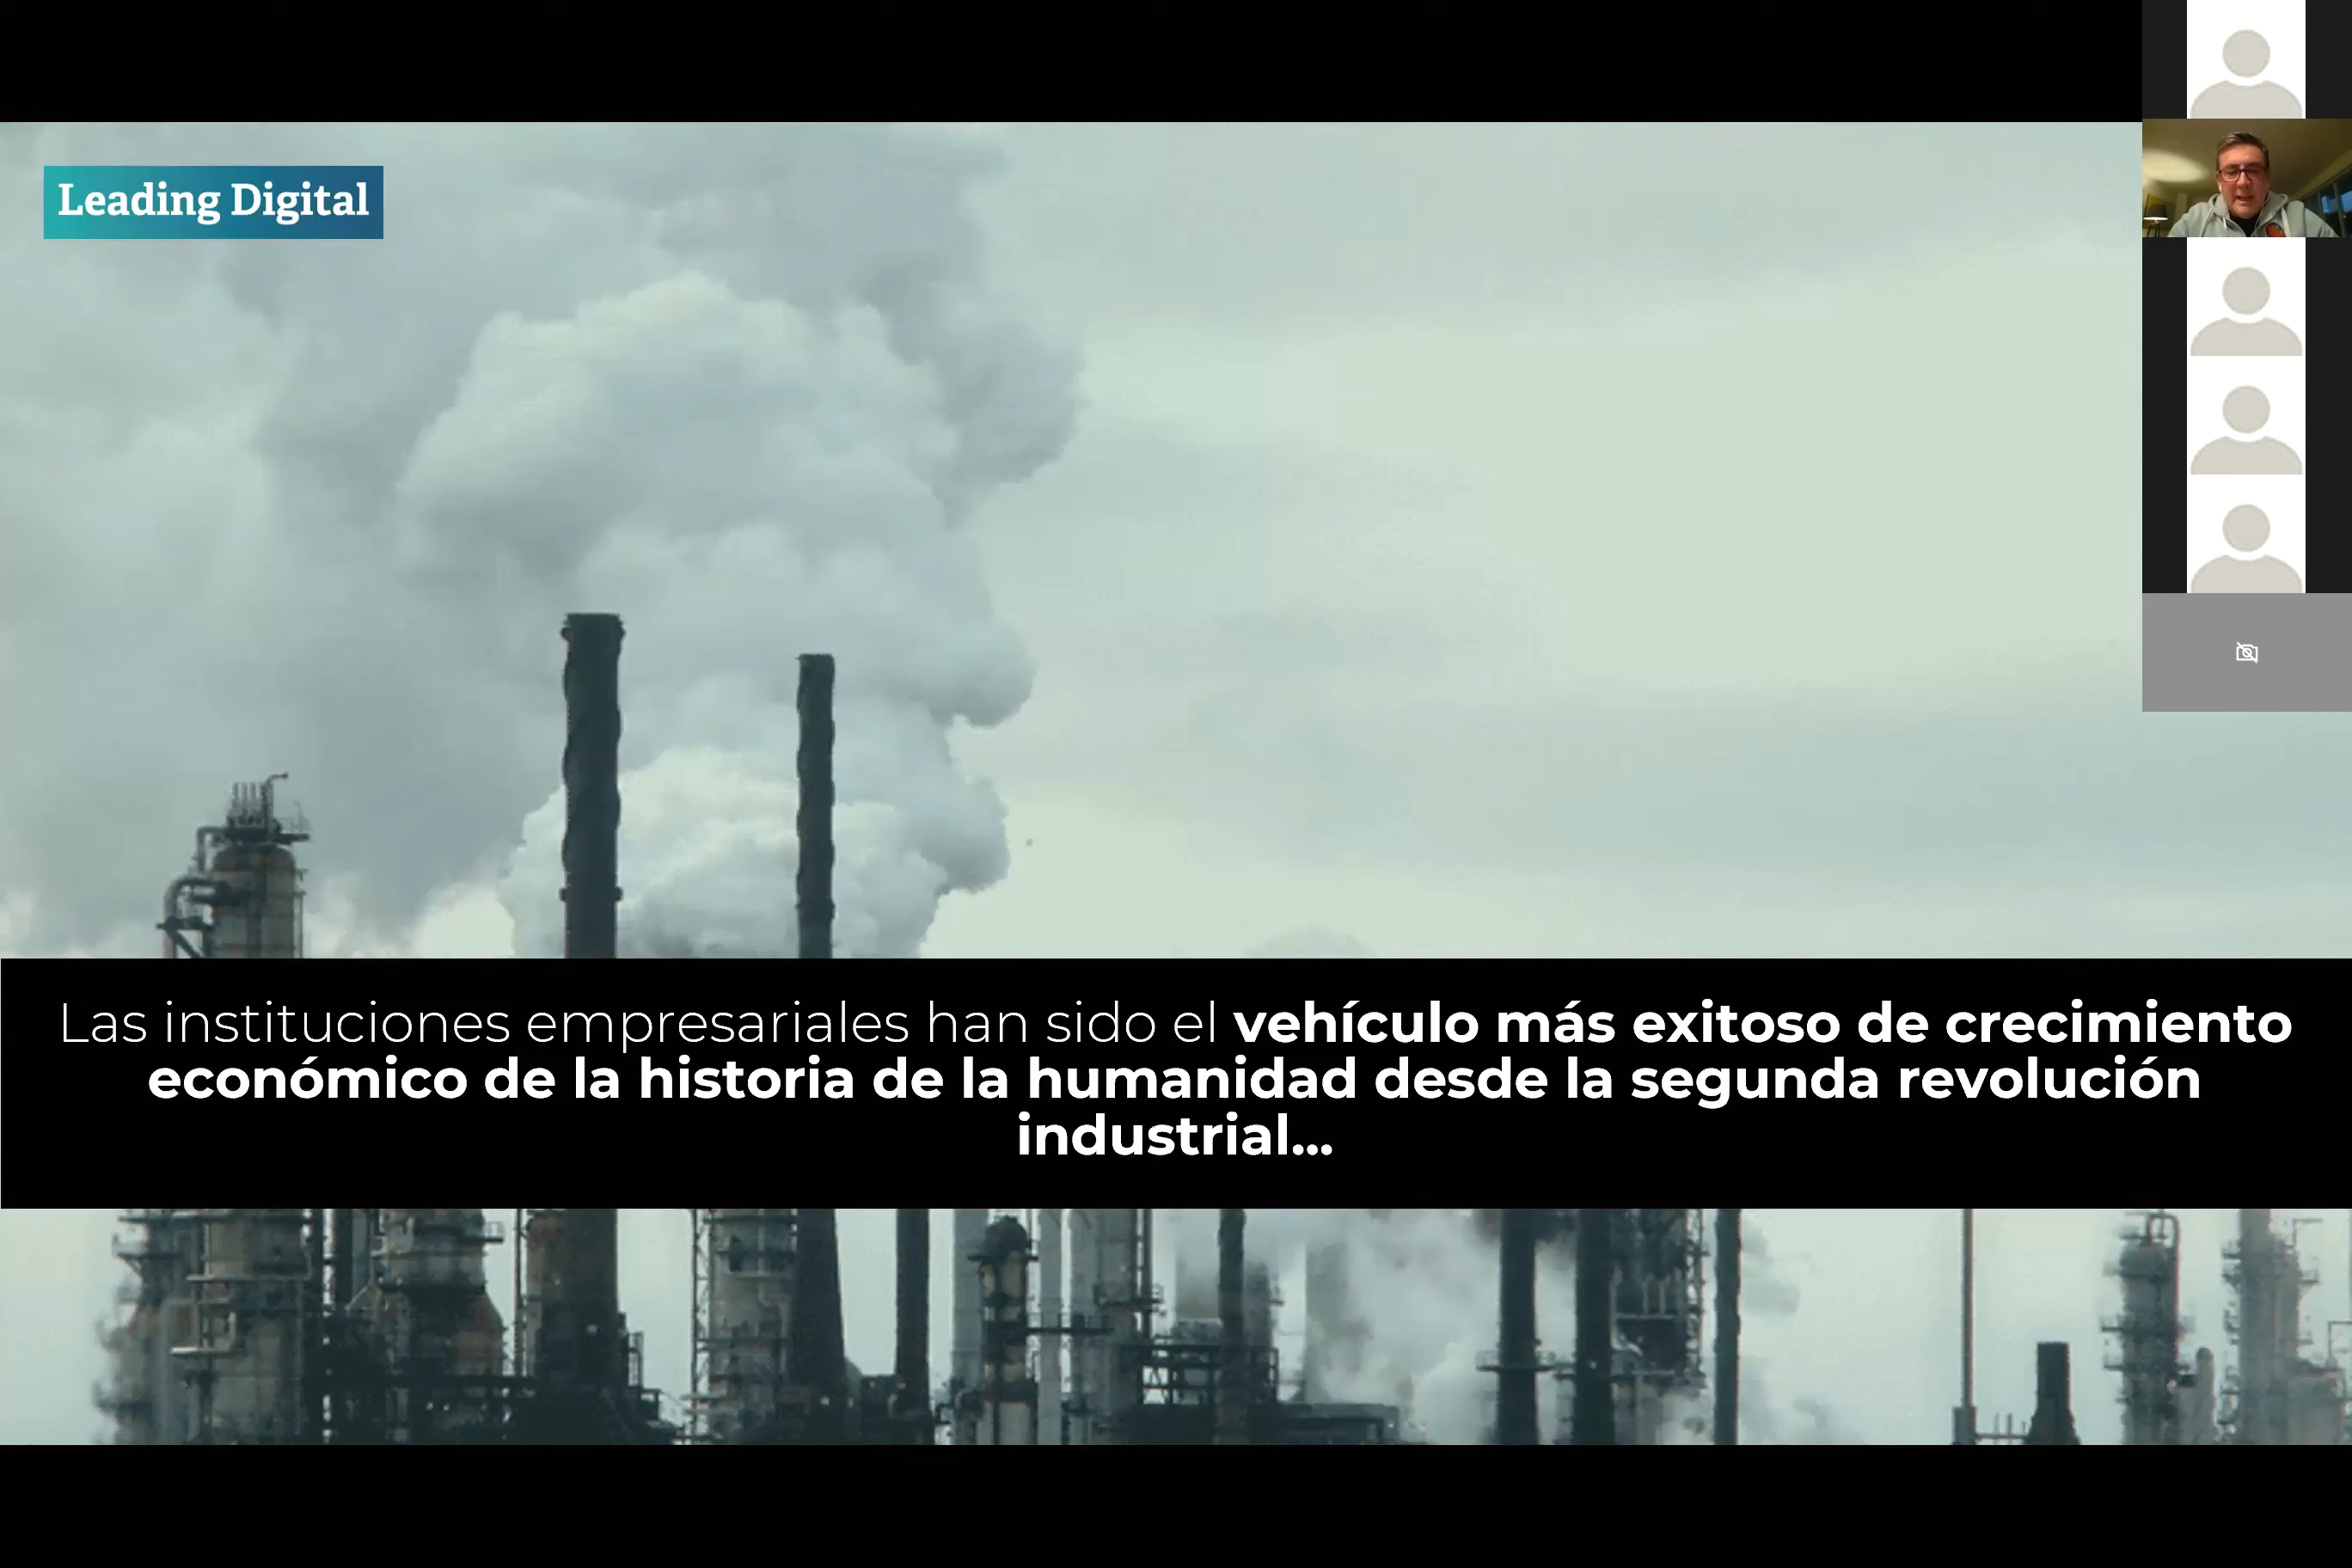 Leading Digital
Las instituciones empresariales han sido el vehículo más exitoso de crecimiento
económico de la historia de la humanidad desde la segunda revolución
industrial...